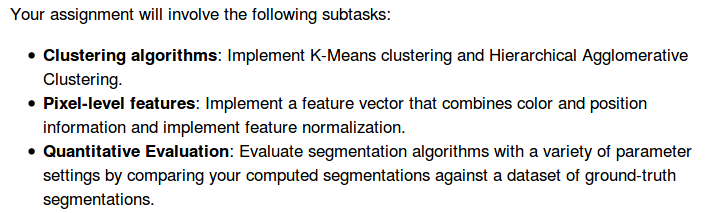 Your assignment will involve the following subtasks:
• Clustering algorithms: Implement K-Means clustering and Hierarchical Agglomerative
Clustering.
• Pixel-level features: Implement a feature vector that combines color and position
information and implement feature normalization.
• Quantitative Evaluation: Evaluate segmentation algorithms with a variety of parameter
settings by comparing your computed segmentations against a dataset of ground-truth
segmentations.